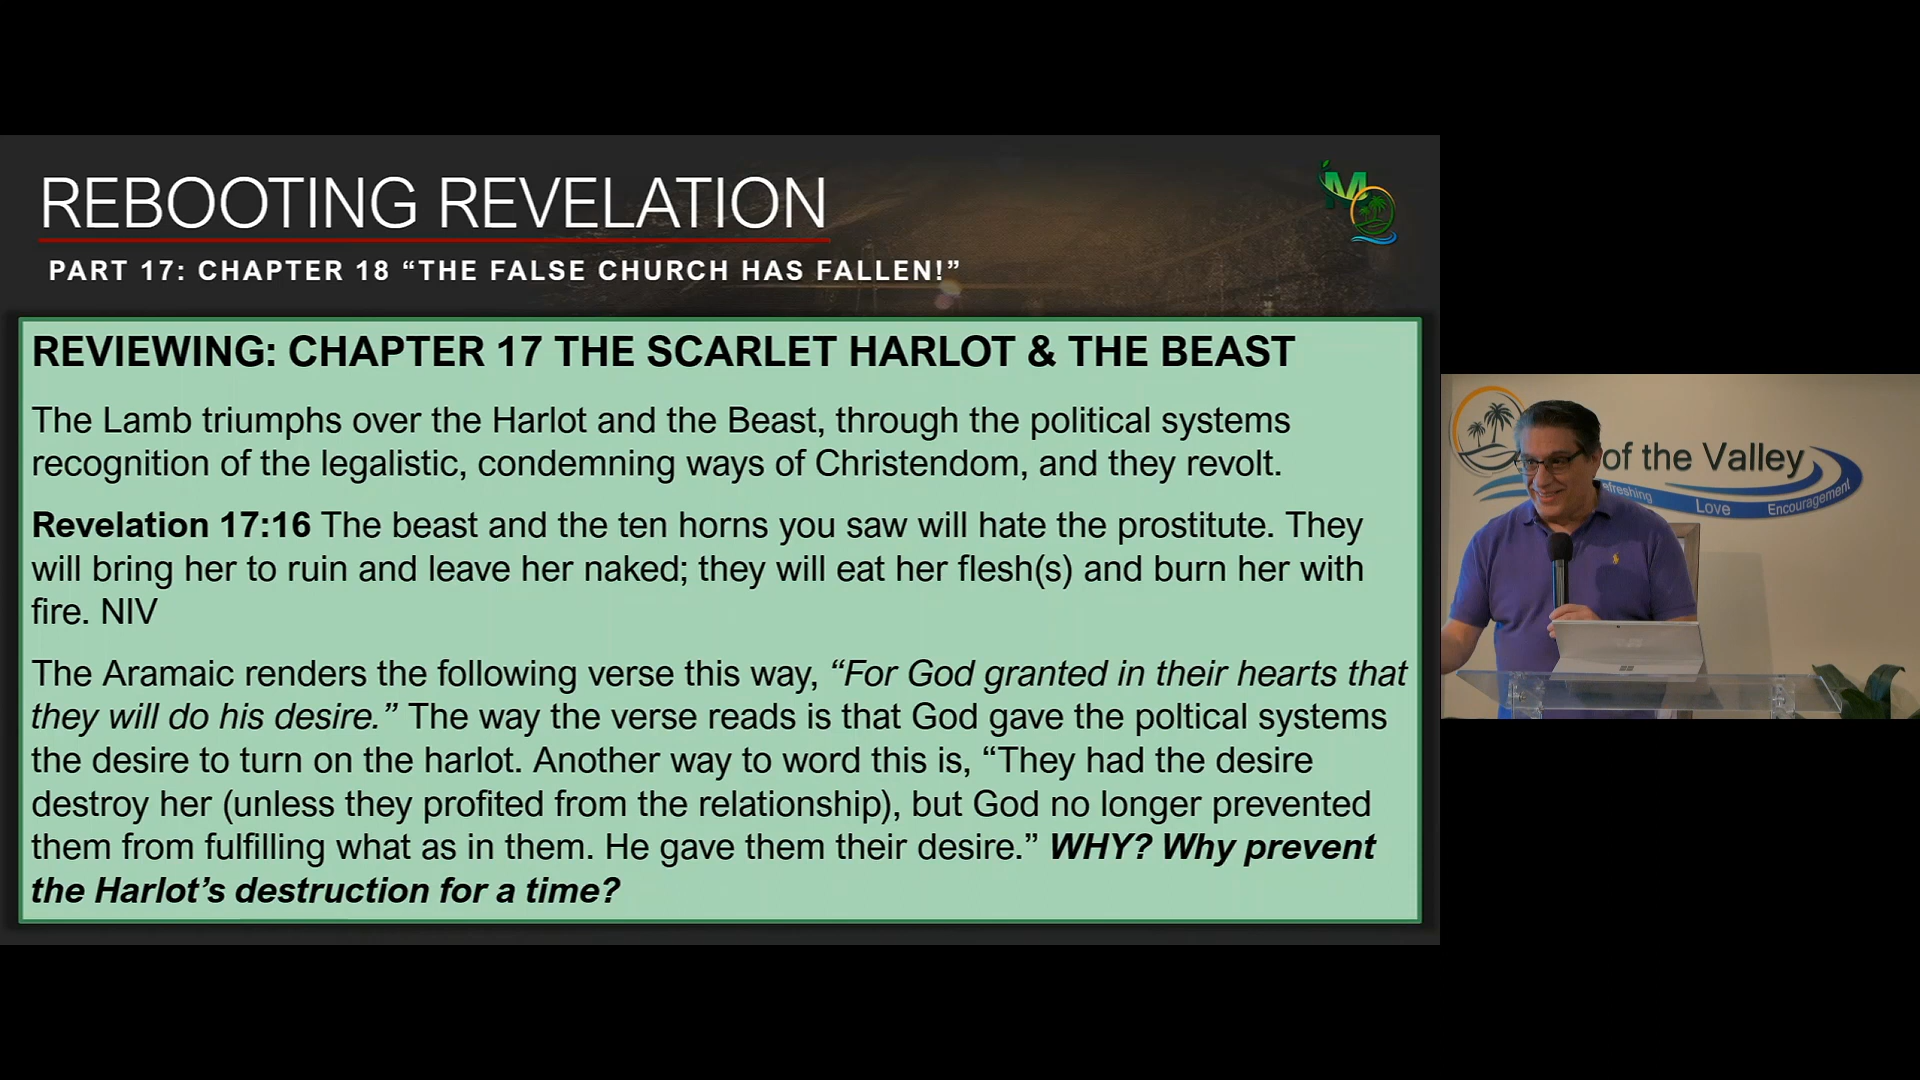 REBOOTING REVELATION
PART 17: CHAPTER 18 “THE FALSE CHURCH HAS FALLEN!”
M
REVIEWING: CHAPTER 17 THE SCARLET HARLOT & THE BEAST
The Lamb triumphs over the Harlot and the Beast, through the political systems
recognition of the legalistic, condemning ways of Christendom, and they revolt.
Revelation 17:16 The beast and the ten horns you saw will hate the prostitute. They
will bring her to ruin and leave her naked; they will eat her flesh(s) and burn her with
fire. NIV
The Aramaic renders the following verse this way, “For God granted in their hearts that
they will do his desire.” The way the verse reads is that God gave the poltical systems
the desire to turn on the harlot. Another way to word this is, “They had the desire
destroy her (unless they profited from the relationship), but God no longer prevented
them from fulfilling what as in them. He gave them their desire.” WHY? Why prevent
the Harlot’s destruction for a time?
of the Valley
efreshing
Love
Encouragement